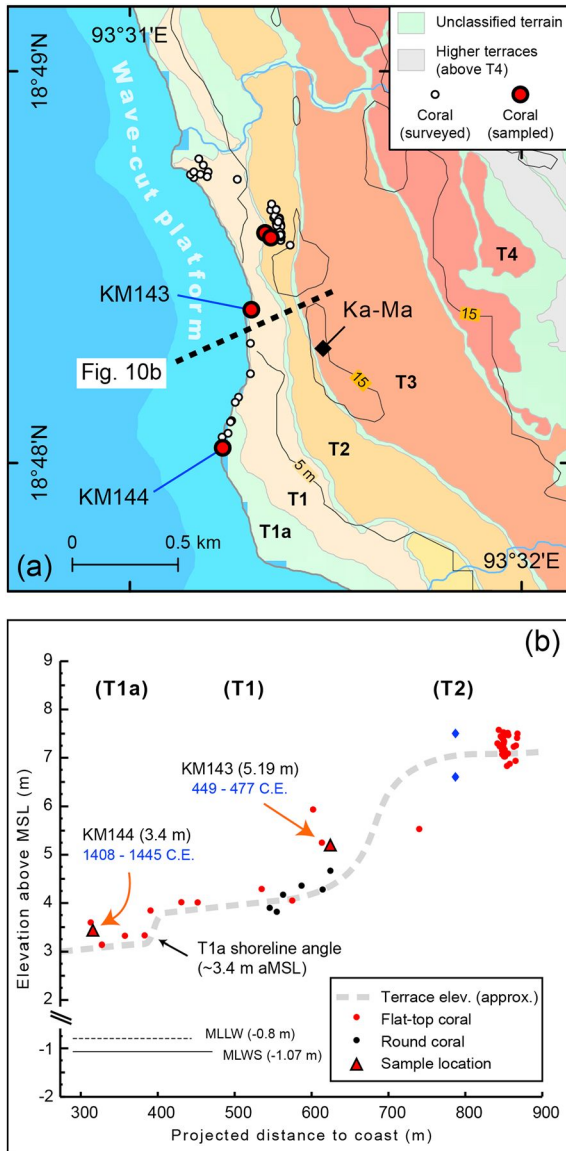 93°31'E
18°49'N
Unclassified terrain
Higher terraces
(above T4)
Coral
(surveyed)
Coral
(sampled)
Wave-cut platform
T4
KM143
Ka-Ma
15
15
Fig. 10b
T3
18°48'N
T2
5 m
KM144
T1
T1a
0
0.5 km
93°32'E
(a)
(b)
9
8
7
6
5
4
3
2
-1
-2
Elevation above MSL (m)
(T1a)
(T1)
(T2)
KM143 (5.19 m)
449 - 477 C.E.
KM144 (3.4 m)
1408 - 1445 C.E.
T1a shoreline angle
(~3.4 m aMSL)
MLLW (-0.8 m)
MLWS (-1.07 m)
Terrace elev. (approx.)
Flat-top coral
Round coral
Sample location
300
400
500
600
700
800
900
Projected distance to coast (m)